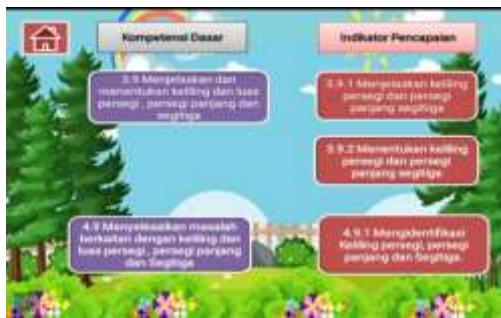 Kompetensi Dasar
3.9 Menjelaskan dan
menentukan keliling dan luas
persegi, persegi panjang dan
segitiga
4.9 Menyelesaikan masalah
berkaitan dengan keliling dan
luas persegi, persegi panjang
dan Segitiga
Indikator Pencapaian
3.9.1 Menjelaskan keliling
persegi dan persegi panjang
segitiga
3.9.2 Menentukan keliling
persegi dan persegi
panjang segitiga
4.9.1 Mengidentifikasi
Keliling persegi, persegi
panjang dan Segitiga.